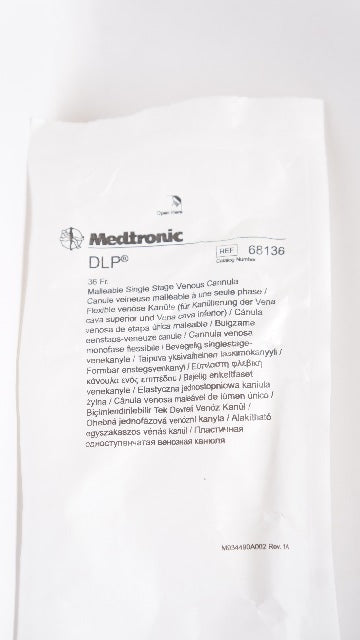 Open Here
Medtronic
DLP®
REF 68136
Catalog Number
36 Fr.
Malleable Single Stage Venous Cannula
Canule veineuse malléable à une seule phase /
Flexible venöse Kanüle (für Kanülierung der Vena
cava superior und Vena cava inferior) / Cánula
venosa de etapa única maleable / Buigzame
eenstaps-veneuze canule / Cannula venosa
monofase flessibile / Bøyelig singlestage-
venekanyle / Taipuva yksivaiheinen laskimokanyyli /
Formbar enstegsvenkanyl / Εύπλαστη φλεβική
κάνουλα ενός επιπέδου / Bøjelig enkeltfaset
venekanyle / Elastyczna jednostopniowa kaniula
żylna / Cânula venosa maleável de lúmen único /
Biçimlendirilebilir Tek Devreli Venöz Kanül /
Ohebná jednofázová venózní kanyla / Alakítható
egyszakaszos vénás kanül / Пластичная
одноступенчатая венозная канюля
M934490A002 Rev. 1A